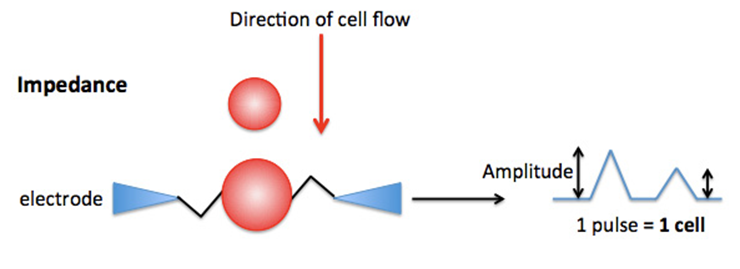 Direction of cell flow
Impedance
Amplitude
electrode
1 pulse = 1 cell